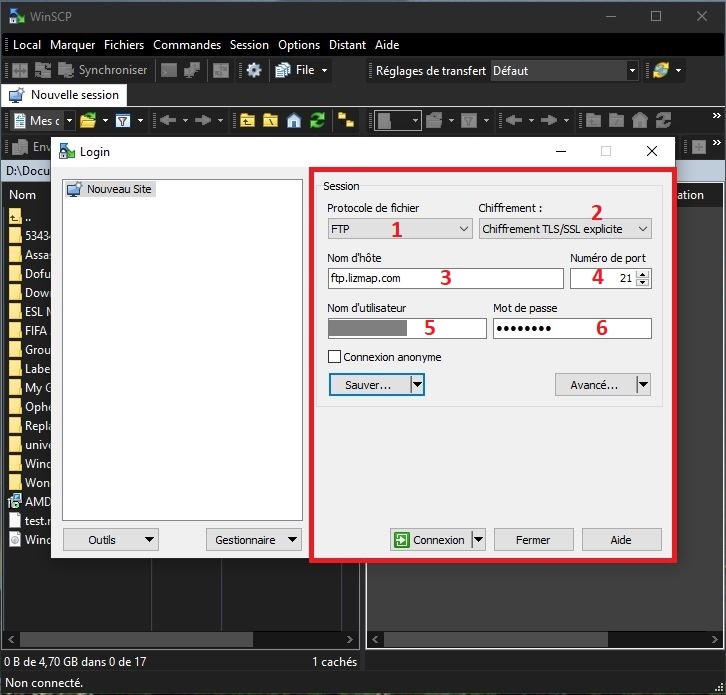 WinSCP
Local Marquer Fichiers Commandes Session Options Distant Aide
Synchroniser File Réglages de transfert Défaut
Nouvelle session
Mes
D:\Docu
Login
Nom
ation
..
5343
Assa
Dofu
Down
ESL M
FIFA
Grou
Labe
My G
Oph
Repla
unive
Wind
Won
AMD
test.r
Wind
Nouveau Site
Session
Protocole de fichier Chiffrement :
2
FTP 1 Chiffrement TLS/SSL explicite
Nom d'hôte Numéro de port
ftp.lizmap.com 3 4 21
Nom d'utilisateur Mot de passe
5 6
Connexion anonyme
Sauver... Avancé...
Outils Gestionnaire Connexion Fermer Aide
0 B de 4,70 GB dans 0 de 17 1 cachés
Non connecté.